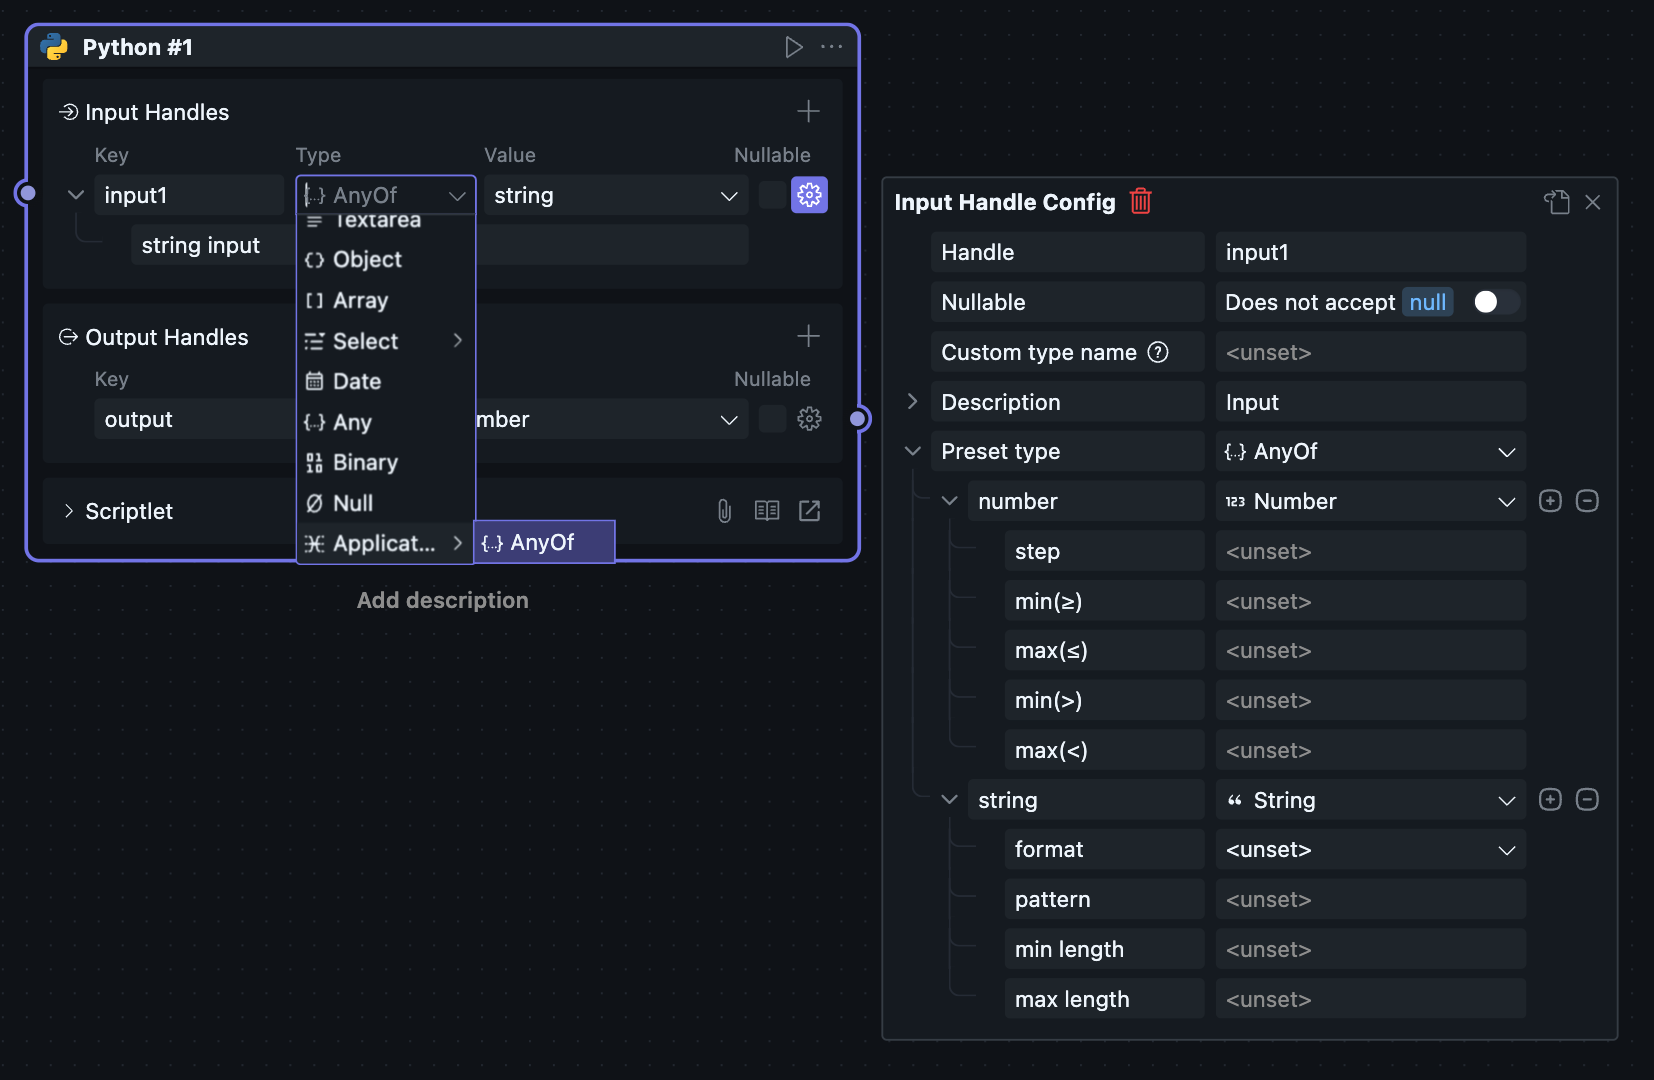 Python #1
Input Handles
Key Type Value Nullable
input1 {..} AnyOf string
string input
Textarea
Object
Array
Select
Date
{..} Any
Binary
Null
Applicat...
{..} AnyOf
Output Handles
Key Nullable
output mber
Scriptlet
Add description
Input Handle Config
Handle input1
Nullable Does not accept null
Custom type name ? <unset>
Description Input
Preset type {..} AnyOf
number 123 Number
step <unset>
min(≥) <unset>
max(≤) <unset>
min(>) <unset>
max(<) <unset>
string “ String
format <unset>
pattern <unset>
min length <unset>
max length <unset>